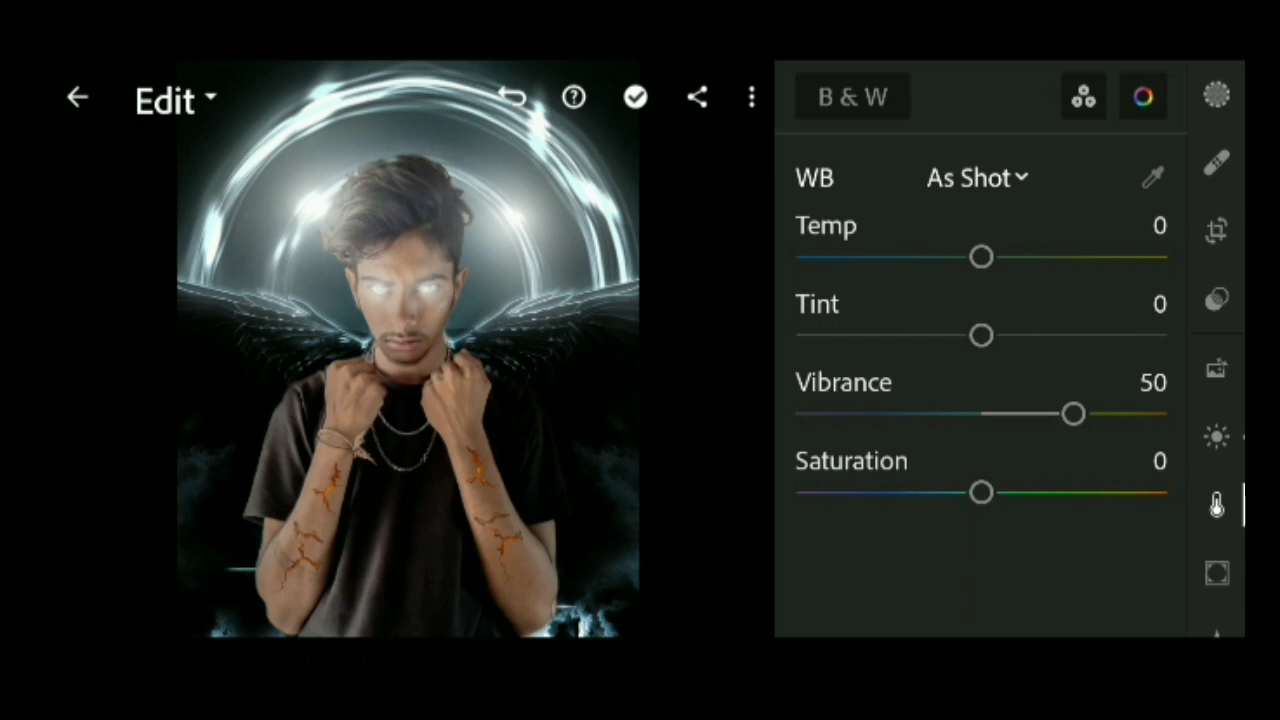 Edit
B & W
WB As Shot
Temp 0
Tint 0
Vibrance 50
Saturation 0